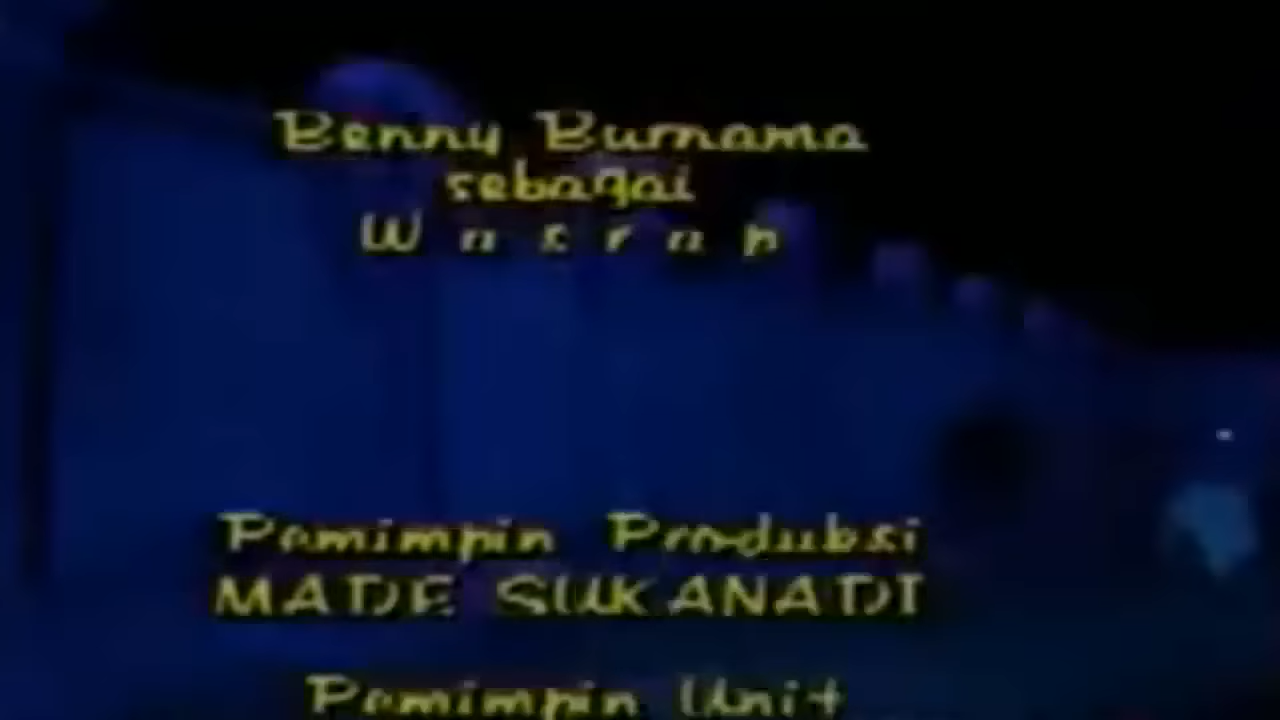 Benny Burnama
sebagai
W a s r a p
Pemimpin Produksi
MADE SUKANADI
Pemimpin Unit